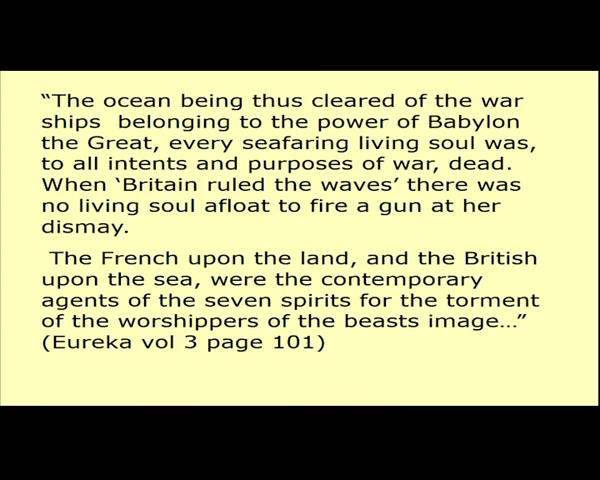 “The ocean being thus cleared of the war
ships  belonging to the power of Babylon
the Great, every seafaring living soul was,
to all intents and purposes of war, dead.
When ‘Britain ruled the waves’ there was
no living soul afloat to fire a gun at her
dismay.
The French upon the land, and the British
upon the sea, were the contemporary
agents of the seven spirits for the torment
of the worshippers of the beasts image…”
(Eureka vol 3 page 101)